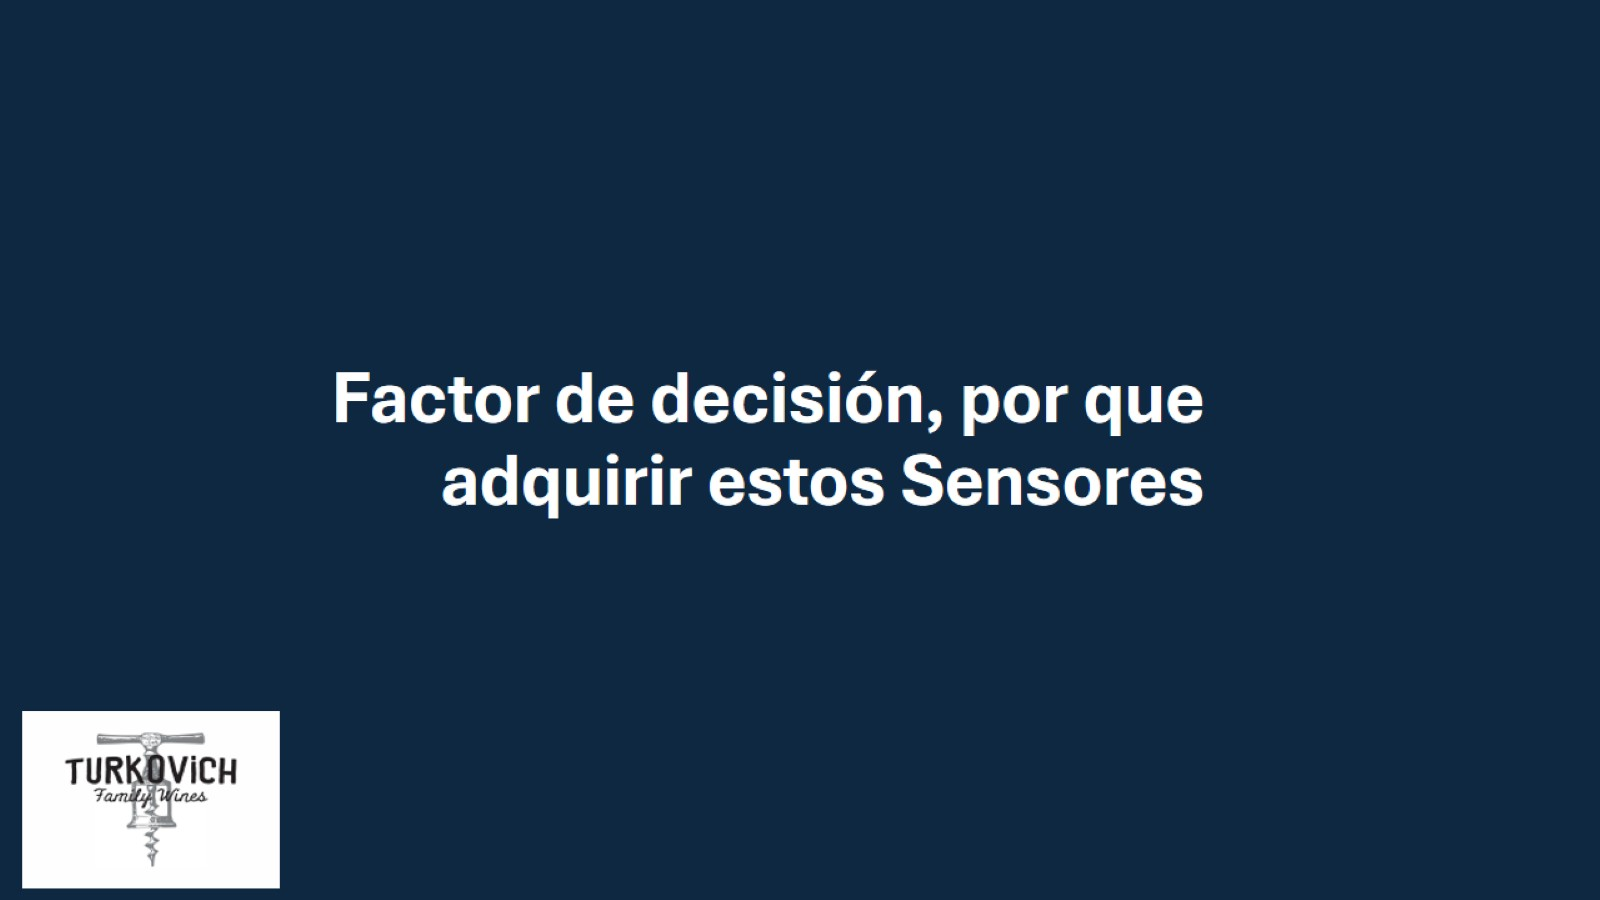 Factor de decisión, por que
adquirir estos Sensores
TURKOViCH
Family Wines